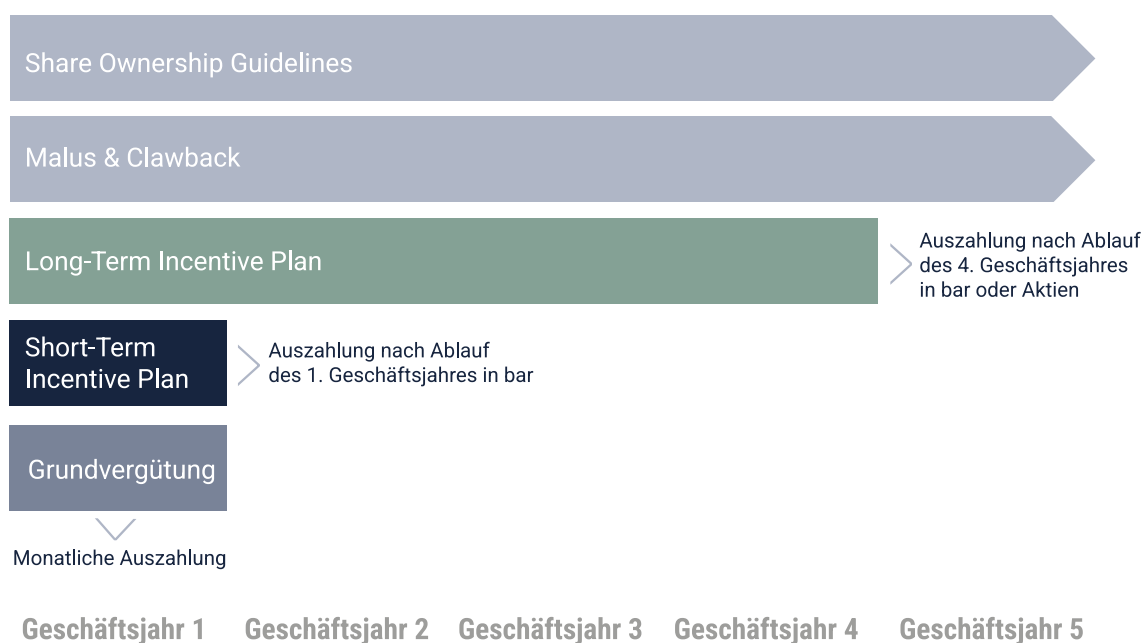 Share Ownership Guidelines
Malus & Clawback
Long-Term Incentive Plan
Auszahlung nach Ablauf
des 4. Geschäftsjahres
in bar oder Aktien
Short-Term
Incentive Plan
Auszahlung nach Ablauf
des 1. Geschäftsjahres in bar
Grundvergütung
Monatliche Auszahlung
Geschäftsjahr 1 Geschäftsjahr 2 Geschäftsjahr 3 Geschäftsjahr 4 Geschäftsjahr 5